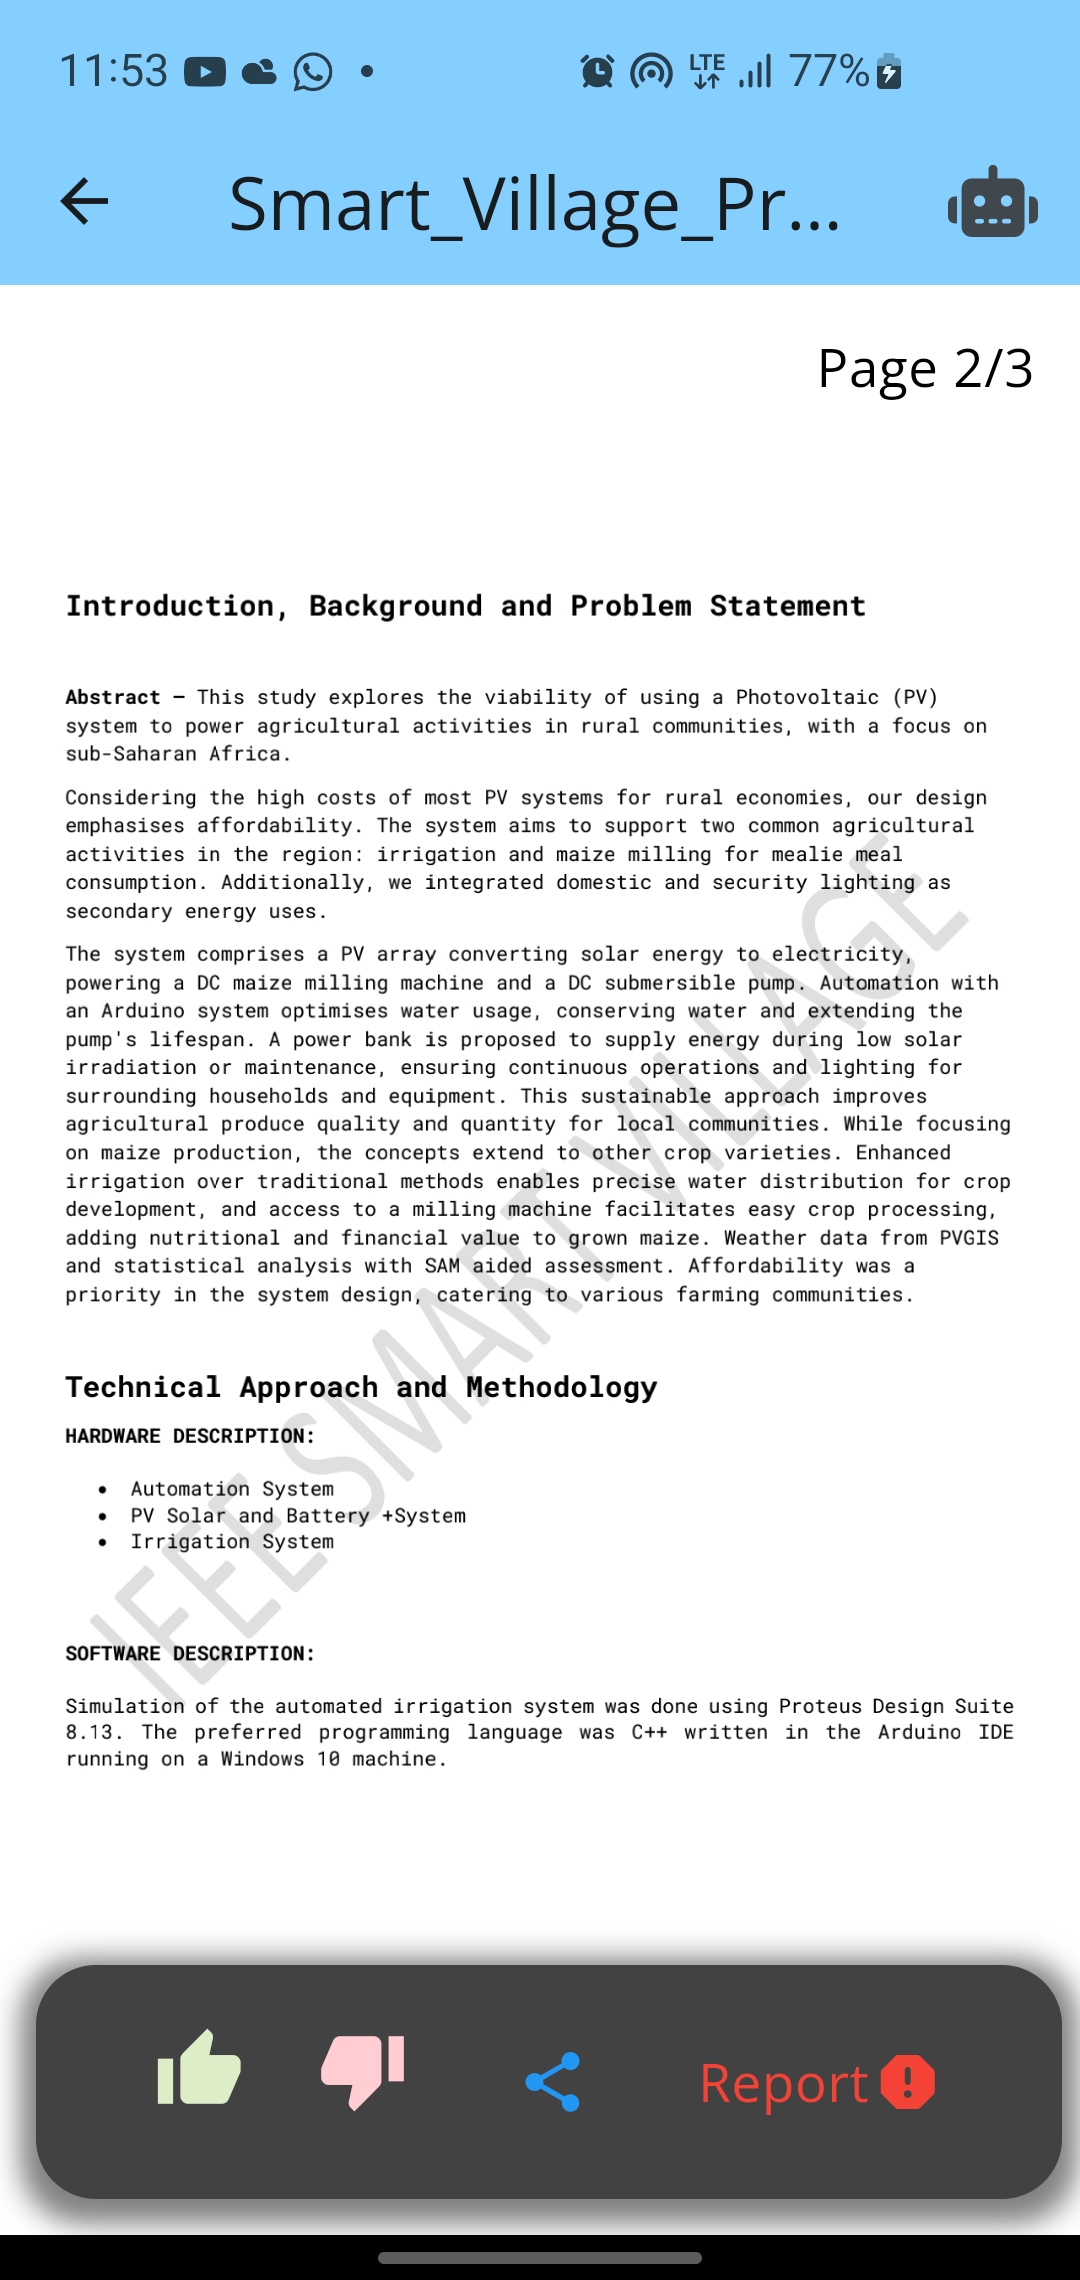 11:53
LTE
77%
Smart_Village_Pr...
Page 2/3
Introduction, Background and Problem Statement
Abstract – This study explores the viability of using a Photovoltaic (PV)
system to power agricultural activities in rural communities, with a focus on
sub-Saharan Africa.
Considering the high costs of most PV systems for rural economies, our design
emphasises affordability. The system aims to support two common agricultural
activities in the region: irrigation and maize milling for mealie meal
consumption. Additionally, we integrated domestic and security lighting as
secondary energy uses.
The system comprises a PV array converting solar energy to electricity,
powering a DC maize milling machine and a DC submersible pump. Automation with
an Arduino system optimises water usage, conserving water and extending the
pump's lifespan. A power bank is proposed to supply energy during low solar
irradiation or maintenance, ensuring continuous operations and lighting for
surrounding households and equipment. This sustainable approach improves
agricultural produce quality and quantity for local communities. While focusing
on maize production, the concepts extend to other crop varieties. Enhanced
irrigation over traditional methods enables precise water distribution for crop
development, and access to a milling machine facilitates easy crop processing,
adding nutritional and financial value to grown maize. Weather data from PVGIS
and statistical analysis with SAM aided assessment. Affordability was a
priority in the system design, catering to various farming communities.
Technical Approach and Methodology
HARDWARE DESCRIPTION:
• Automation System
• PV Solar and Battery +System
• Irrigation System
SOFTWARE DESCRIPTION:
Simulation of the automated irrigation system was done using Proteus Design Suite
8.13. The preferred programming language was C++ written in the Arduino IDE
running on a Windows 10 machine.
IEEE SMART VILLAGE
Report